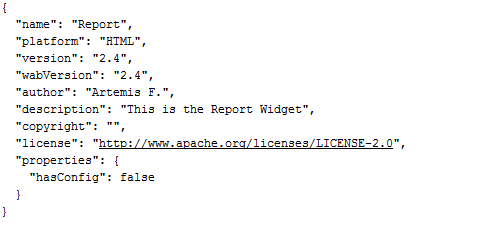 {
"name": "Report",
"platform": "HTML",
"version": "2.4",
"wabVersion": "2.4",
"author": "Artemis F.",
"description": "This is the Report Widget",
"copyright": "",
"license": "http://www.apache.org/licenses/LICENSE-2.0",
"properties": {
"hasConfig": false
}
}